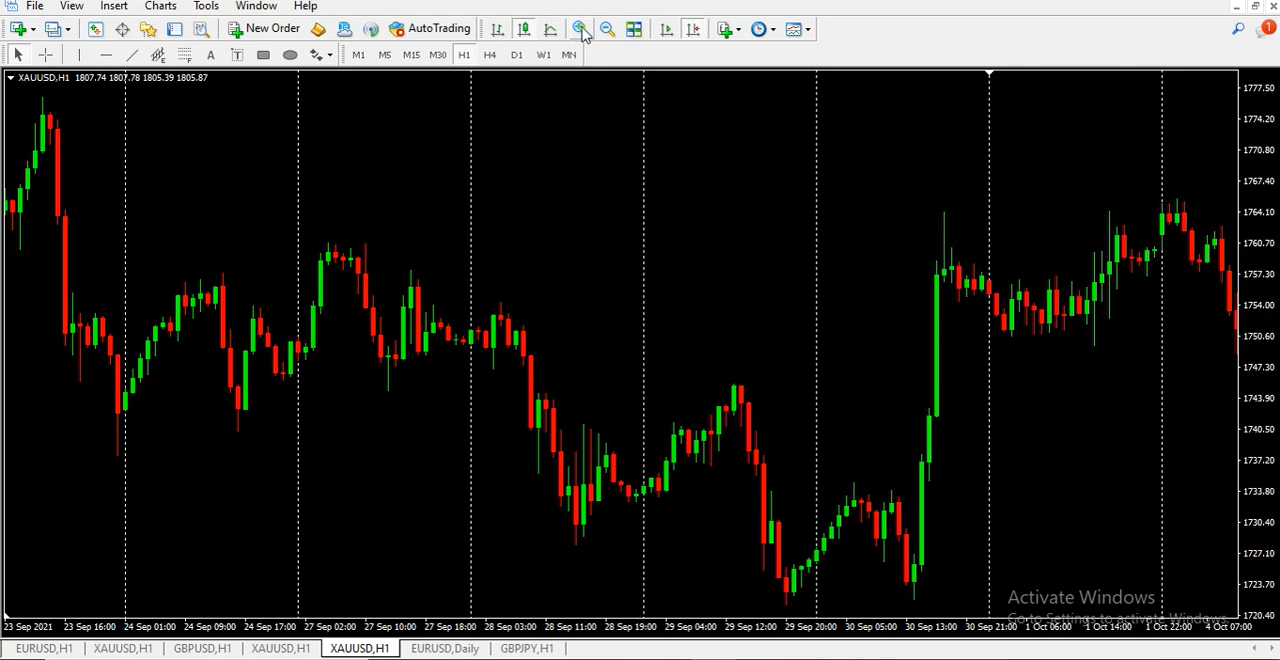 File View Insert Charts Tools Window Help
New Order AutoTrading 1
A T M1 M5 M15 M30 H1 H4 D1 W1 MN
XAUUSD,H1 1807.74 1807.78 1805.39 1805.87
1777.50
1774.20
1770.80
1767.40
1764.10
1760.70
1757.30
1754.00
1750.60
1747.30
1743.90
1740.50
1737.20
1733.80
1730.40
1727.10
1723.70
1720.40
Activate Windows
Go to Settings to activate Windows.
23 Sep 2021 23 Sep 16:00 24 Sep 01:00 24 Sep 09:00 24 Sep 17:00 27 Sep 02:00 27 Sep 10:00 27 Sep 18:00 28 Sep 03:00 28 Sep 11:00 28 Sep 19:00 29 Sep 04:00 29 Sep 12:00 29 Sep 20:00 30 Sep 05:00 30 Sep 13:00 30 Sep 21:00 1 Oct 06:00 1 Oct 14:00 1 Oct 22:00 4 Oct 07:00
EURUSD,H1 XAUUSD,H1 GBPUSD,H1 XAUUSD,H1 XAUUSD,H1 EURUSD,Daily GBPJPY,H1